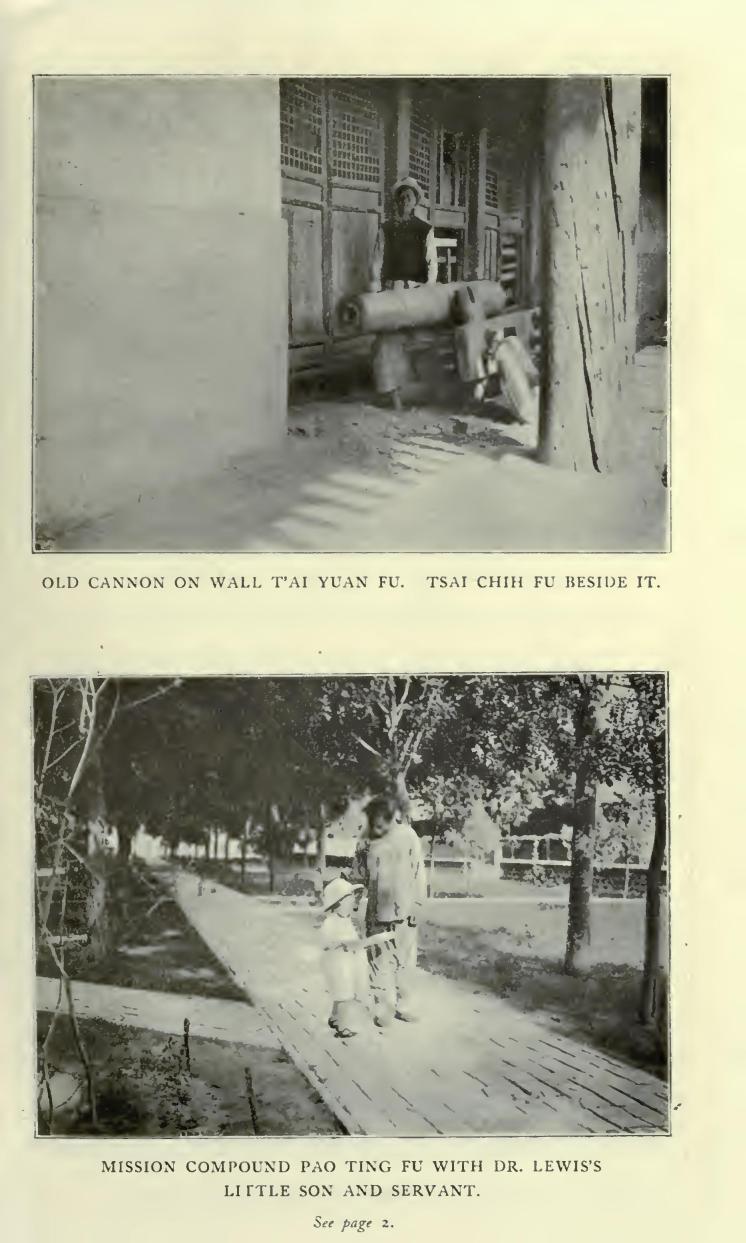 OLD CANNON ON WALL T'AI YUAN FU. TSAI CHIH FU BESIDE IT.
MISSION COMPOUND PAO TING FU WITH DR. LEWIS'S
LITTLE SON AND SERVANT.
See page 2.